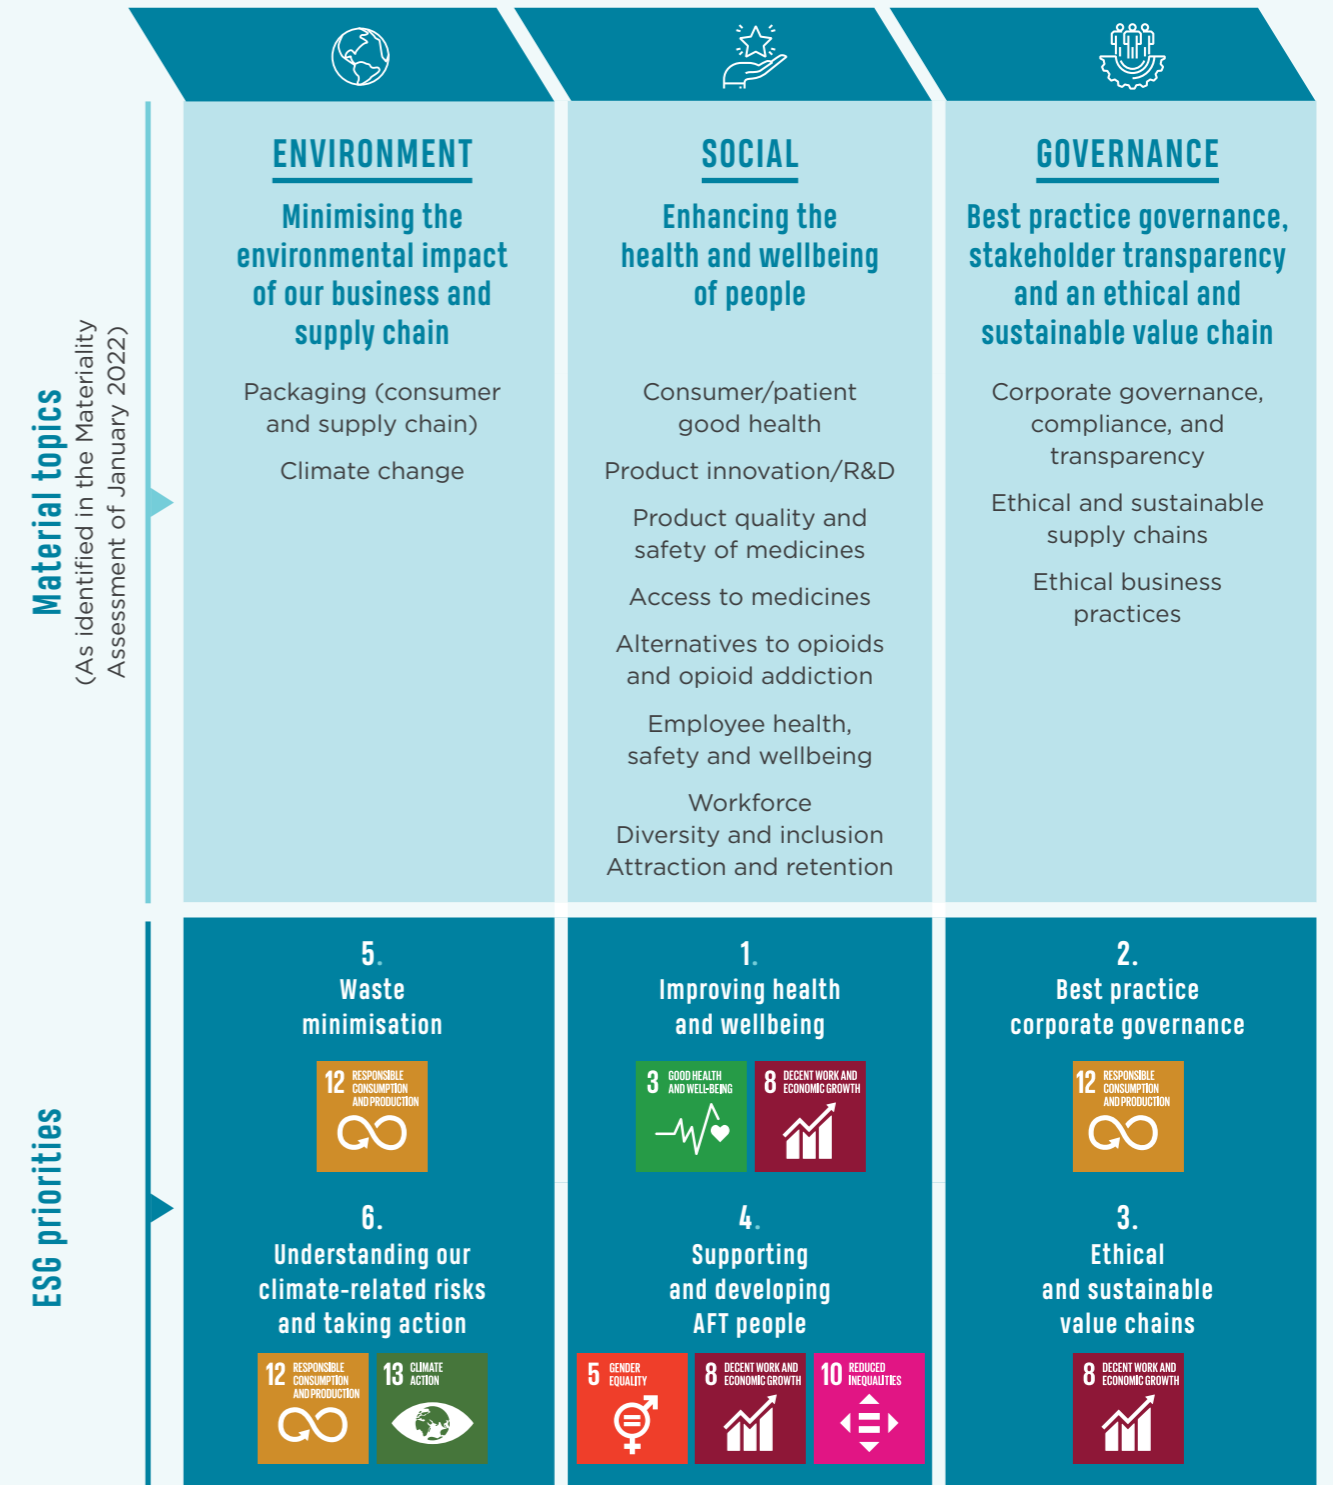 Material topics
(As identified in the Materiality
Assessment of January 2022)
ENVIRONMENT
Minimising the
environmental impact
of our business and
supply chain
Packaging (consumer
and supply chain)
Climate change
SOCIAL
Enhancing the
health and wellbeing
of people
Consumer/patient
good health
Product innovation/R&D
Product quality and
safety of medicines
Access to medicines
Alternatives to opioids
and opioid addiction
Employee health,
safety and wellbeing
Workforce
Diversity and inclusion
Attraction and retention
GOVERNANCE
Best practice governance,
stakeholder transparency
and an ethical and
sustainable value chain
Corporate governance,
compliance, and
transparency
Ethical and sustainable
supply chains
Ethical business
practices
ESG priorities
5.
Waste
minimisation
12 RESPONSIBLE
CONSUMPTION
AND PRODUCTION
6.
Understanding our
climate-related risks
and taking action
12 RESPONSIBLE
CONSUMPTION
AND PRODUCTION
13 CLIMATE
ACTION
1.
Improving health
and wellbeing
3 GOOD HEALTH
AND WELL-BEING
8 DECENT WORK AND
ECONOMIC GROWTH
4.
Supporting
and developing
AFT people
5 GENDER
EQUALITY
8 DECENT WORK AND
ECONOMIC GROWTH
10 REDUCED
INEQUALITIES
2.
Best practice
corporate governance
12 RESPONSIBLE
CONSUMPTION
AND PRODUCTION
3.
Ethical
and sustainable
value chains
8 DECENT WORK AND
ECONOMIC GROWTH